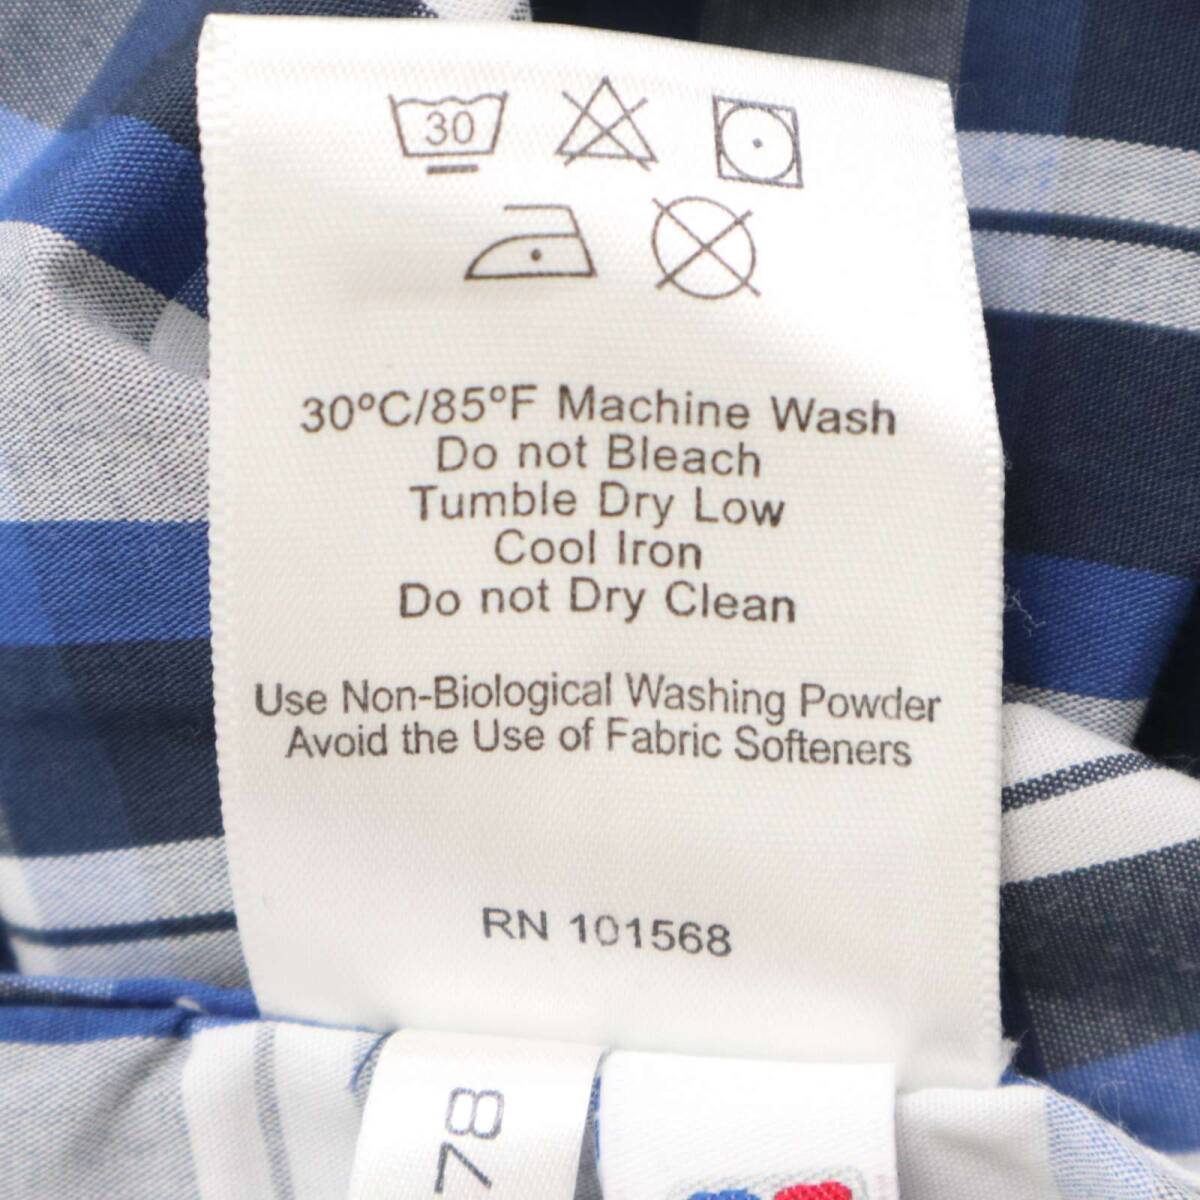 30
30°C/85°F Machine Wash
Do not Bleach
Tumble Dry Low
Cool Iron
Do not Dry Clean
Use Non-Biological Washing Powder
Avoid the Use of Fabric Softeners
RN 101568
78